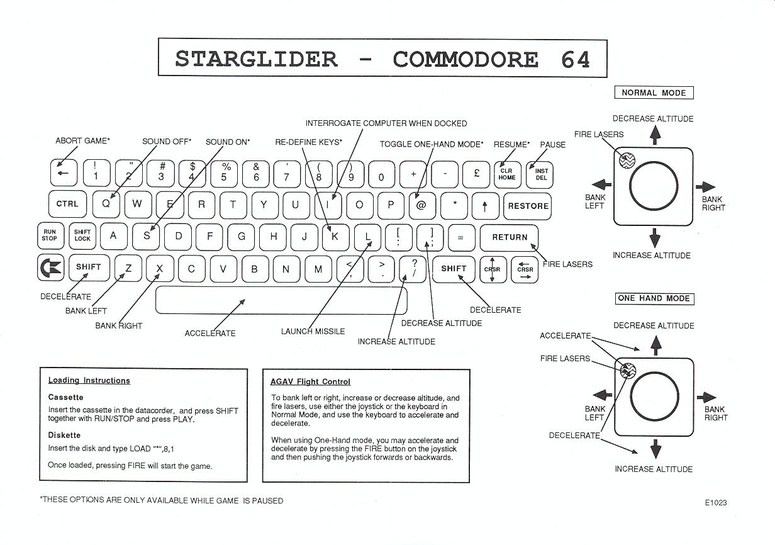 STARGLIDER - COMMODORE 64
NORMAL MODE
INTERROGATE COMPUTER WHEN DOCKED
ABORT GAME*
SOUND OFF*
SOUND ON*
RE-DEFINE KEYS*
TOGGLE ONE-HAND MODE*
RESUME*
PAUSE
DECREASE ALTITUDE
FIRE LASERS
BANK LEFT
BANK RIGHT
INCREASE ALTITUDE
← ! 1 " 2 # 3 $ 4 % 5 & 6 ' 7 ( 8 ) 9 0 + - £ CLR HOME INST DEL
CTRL Q W E R T Y U I O P @ * ↑ RESTORE
RUN STOP SHIFT LOCK A S D F G H J K L [ : ] ; = RETURN
C SHIFT Z X C V B N M < , > . ? / SHIFT CRSR CRSR
FIRE LASERS
DECELERATE
BANK LEFT
BANK RIGHT
ACCELERATE
LAUNCH MISSILE
INCREASE ALTITUDE
DECREASE ALTITUDE
DECELERATE
ONE HAND MODE
DECREASE ALTITUDE
ACCELERATE
FIRE LASERS
BANK LEFT
BANK RIGHT
DECELERATE
INCREASE ALTITUDE
Loading Instructions
Cassette
Insert the cassette in the datacorder, and press SHIFT
together with RUN/STOP and press PLAY.
Diskette
Insert the disk and type LOAD "*",8,1
Once loaded, pressing FIRE will start the game.
AGAV Flight Control
To bank left or right, increase or decrease altitude, and
fire lasers, use either the joystick or the keyboard in
Normal Mode, and use the keyboard to accelerate and
decelerate.
When using One-Hand mode, you may accelerate and
decelerate by pressing the FIRE button on the joystick
and then pushing the joystick forwards or backwards.
*THESE OPTIONS ARE ONLY AVAILABLE WHILE GAME IS PAUSED
E1023